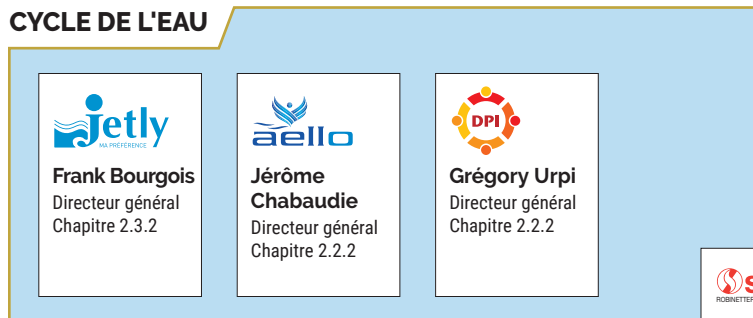 CYCLE DE L'EAU
jetly
MA PRÉFÉRENCE
Frank Bourgois
Directeur général
Chapitre 2.3.2
aello
Jérôme
Chabaudie
Directeur général
Chapitre 2.2.2
DPI
Grégory Urpi
Directeur général
Chapitre 2.2.2